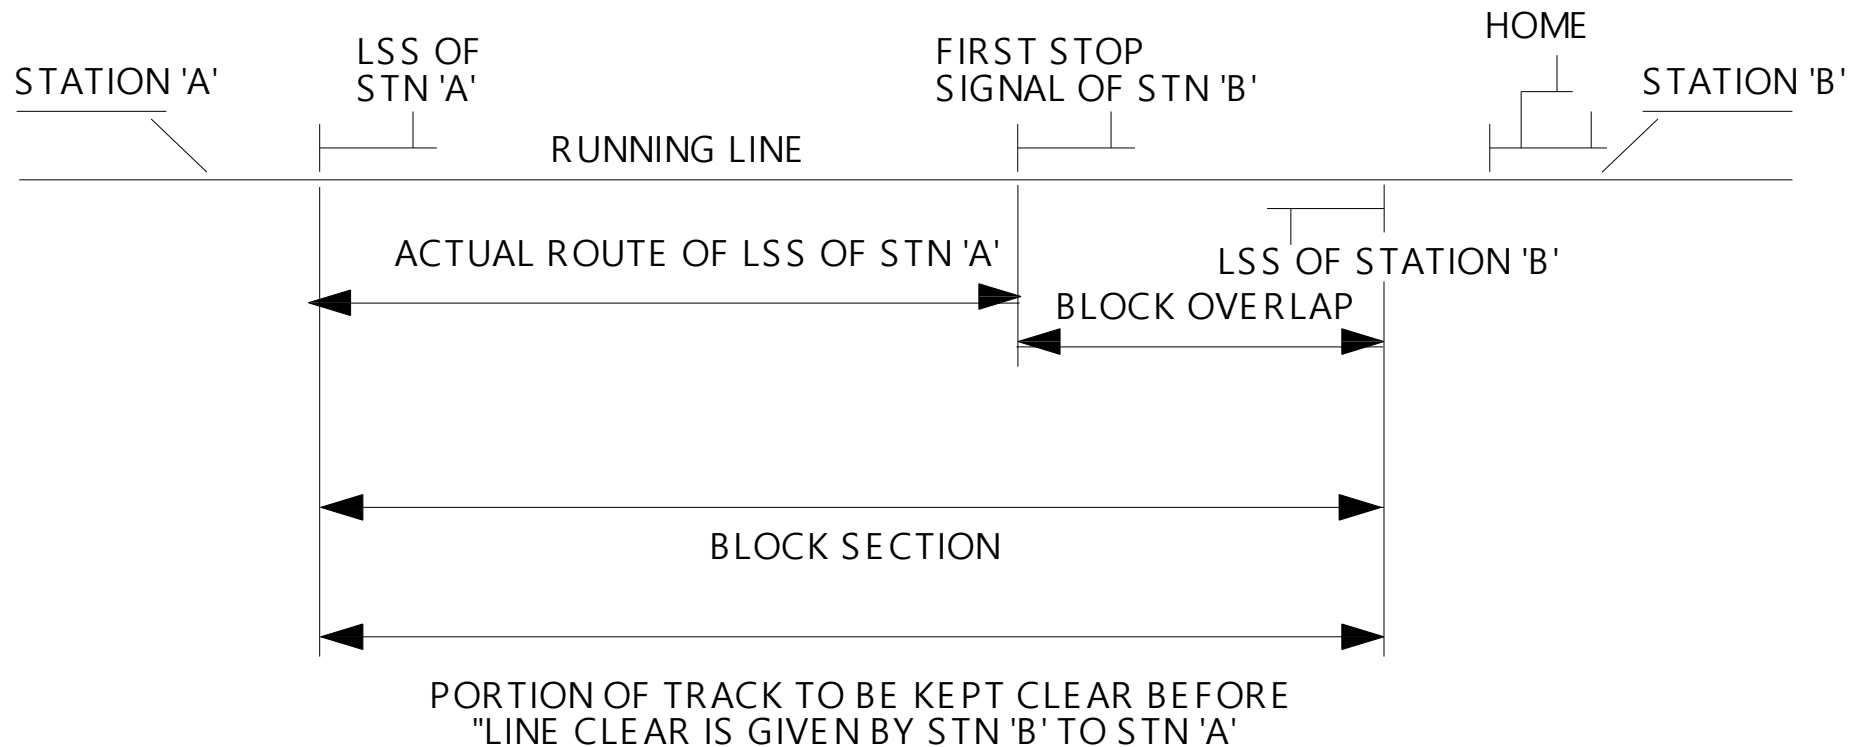 HOME
LSS OF
STN 'A'
FIRST STOP
SIGNAL OF STN 'B'
STATION 'A'
STATION 'B'
RUNNING LINE
ACTUAL ROUTE OF LSS OF STN 'A'
LSS OF STATION 'B'
BLOCK OVERLAP
BLOCK SECTION
PORTION OF TRACK TO BE KEPT CLEAR BEFORE
"LINE CLEAR IS GIVEN BY STN 'B' TO STN 'A'